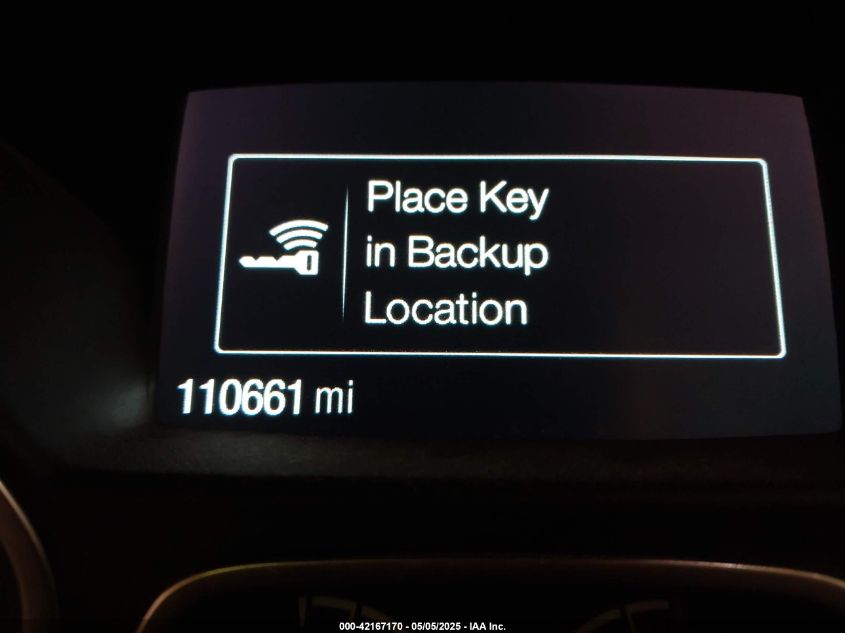 Place Key
in Backup
Location
110661 mi
000-42167170 - 05/05/2025 - IAA Inc.